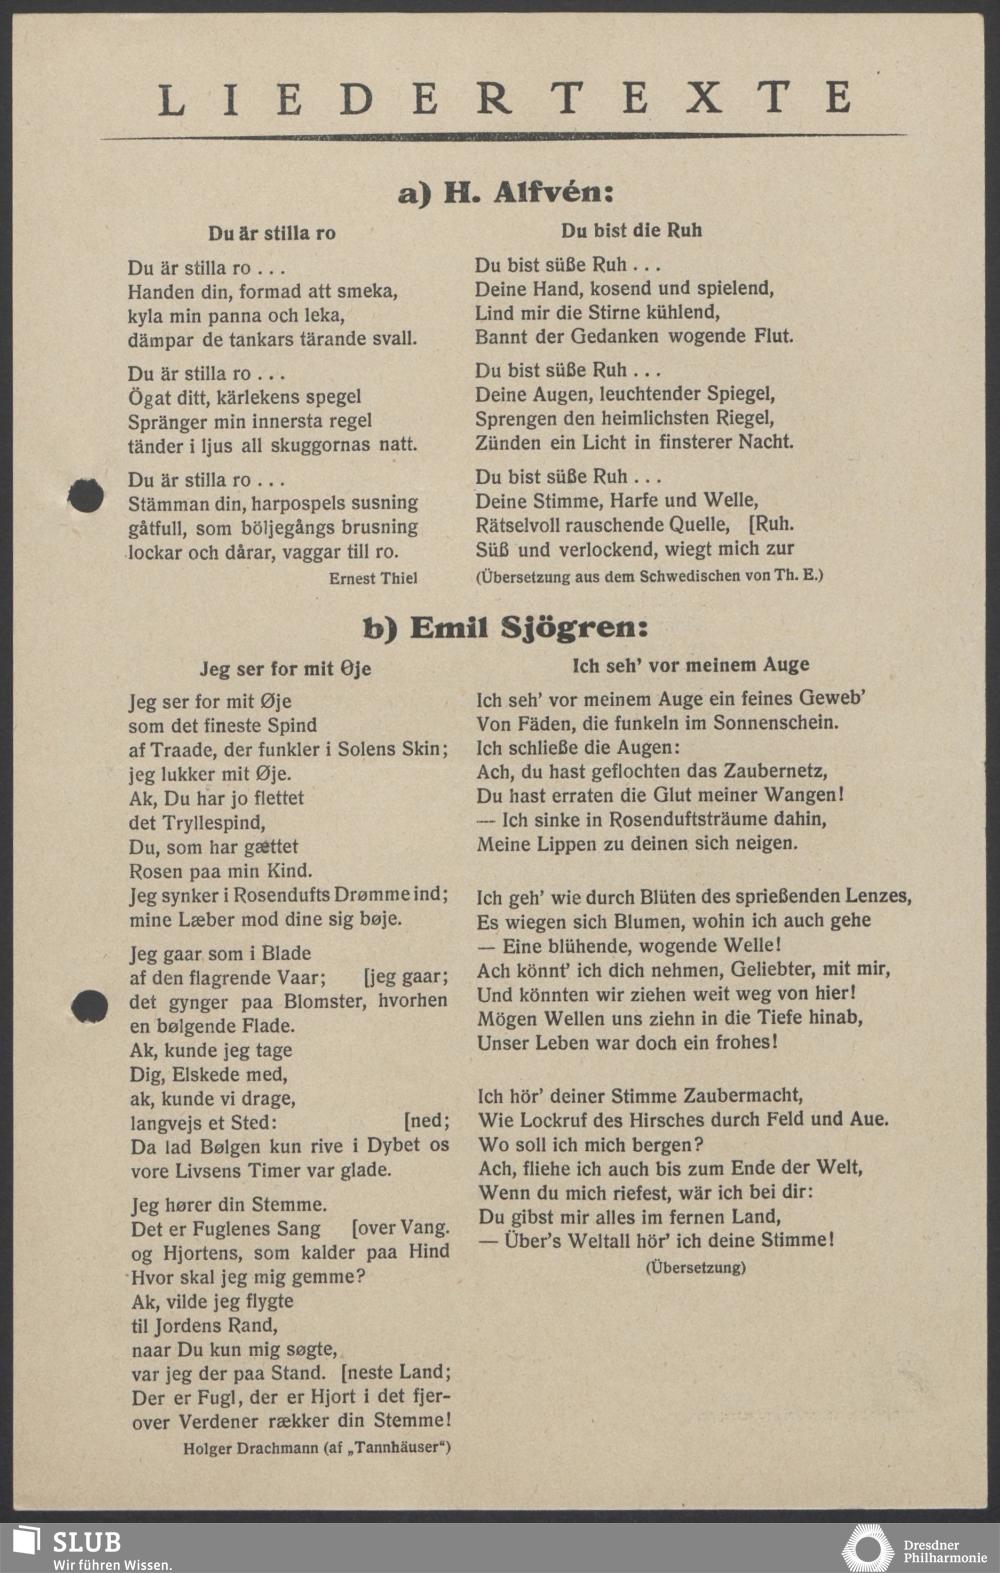 LIEDERTEXTE
a) H. Alfvén:
Du är stilla ro
Du är stilla ro . . .
Handen din, formad att smeka,
kyla min panna och leka,
dämpar de tankars tärande svall.
Du är stilla ro . . .
Ögat ditt, kärlekens spegel
Spränger min innersta regel
tänder i ljus all skuggornas natt.
Du är stilla ro . . .
Stämman din, harpospels susning
gåtfull, som böljegångs brusning
lockar och dårar, vaggar till ro.
Ernest Thiel
Du bist die Ruh
Du bist süße Ruh . . .
Deine Hand, kosend und spielend,
Lind mir die Stirne kühlend,
Bannt der Gedanken wogende Flut.
Du bist süße Ruh . . .
Deine Augen, leuchtender Spiegel,
Sprengen den heimlichsten Riegel,
Zünden ein Licht in finsterer Nacht.
Du bist süße Ruh . . .
Deine Stimme, Harfe und Welle,
Rätselvoll rauschende Quelle, [Ruh.
Süß und verlockend, wiegt mich zur
(Übersetzung aus dem Schwedischen von Th. E.)
b) Emil Sjögren:
Jeg ser for mit Øje
Jeg ser for mit Øje
som det fineste Spind
af Traade, der funkler i Solens Skin;
jeg lukker mit Øje.
Ak, Du har jo flettet
det Tryllespind,
Du, som har gættet
Rosen paa min Kind.
Jeg synker i Rosendufts Drømme ind;
mine Læber mod dine sig bøje.
Jeg gaar som i Blade
af den flagrende Vaar; [jeg gaar;
det gynger paa Blomster, hvorhen
en bølgende Flade.
Ak, kunde jeg tage
Dig, Elskede med,
ak, kunde vi drage,
langvejs et Sted: [ned;
Da lad Bølgen kun rive i Dybet os
vore Livsens Timer var glade.
Jeg hører din Stemme.
Det er Fuglenes Sang [over Vang.
og Hjortens, som kalder paa Hind
Hvor skal jeg mig gemme?
Ak, vilde jeg flygte
til Jordens Rand,
naar Du kun mig søgte,
var jeg der paa Stand. [neste Land;
Der er Fugl, der er Hjort i det fjer-
over Verdener rækker din Stemme!
Holger Drachmann (af „Tannhäuser“)
Ich seh' vor meinem Auge
Ich seh' vor meinem Auge ein feines Geweb'
Von Fäden, die funkeln im Sonnenschein.
Ich schließe die Augen:
Ach, du hast geflochten das Zaubernetz,
Du hast erraten die Glut meiner Wangen!
— Ich sinke in Rosenduftsträume dahin,
Meine Lippen zu deinen sich neigen.
Ich geh' wie durch Blüten des sprießenden Lenzes,
Es wiegen sich Blumen, wohin ich auch gehe
— Eine blühende, wogende Welle!
Ach könnt' ich dich nehmen, Geliebter, mit mir,
Und könnten wir ziehen weit weg von hier!
Mögen Wellen uns ziehn in die Tiefe hinab,
Unser Leben war doch ein frohes!
Ich hör' deiner Stimme Zaubermacht,
Wie Lockruf des Hirsches durch Feld und Aue.
Wo soll ich mich bergen?
Ach, fliehe ich auch bis zum Ende der Welt,
Wenn du mich riefest, wär ich bei dir:
Du gibst mir alles im fernen Land,
— Über's Weltall hör' ich deine Stimme!
(Übersetzung)
SLUB
Wir führen Wissen.
Dresdner
Philharmonie